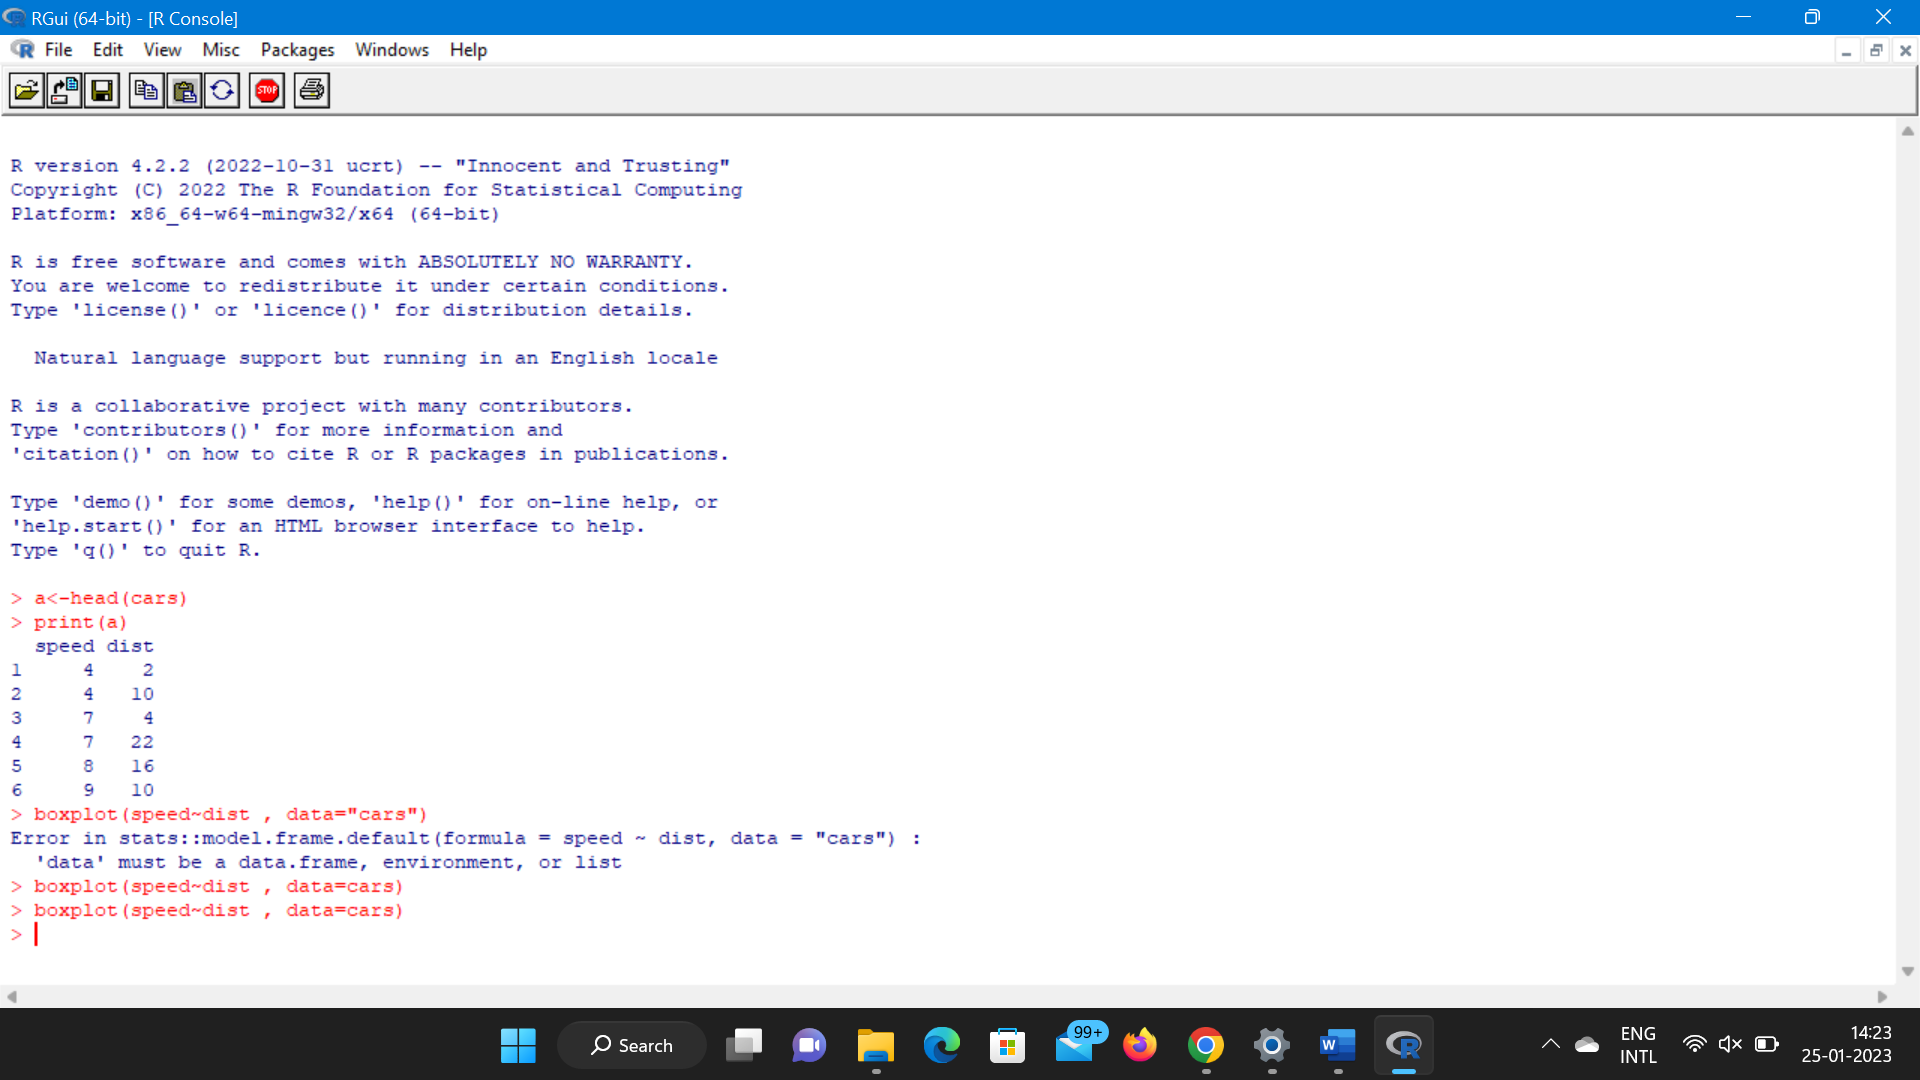 RGui (64-bit) - [R Console]
File Edit View Misc Packages Windows Help
STOP
R version 4.2.2 (2022-10-31 ucrt) -- "Innocent and Trusting"
Copyright (C) 2022 The R Foundation for Statistical Computing
Platform: x86_64-w64-mingw32/x64 (64-bit)
R is free software and comes with ABSOLUTELY NO WARRANTY.
You are welcome to redistribute it under certain conditions.
Type 'license()' or 'licence()' for distribution details.
  Natural language support but running in an English locale
R is a collaborative project with many contributors.
Type 'contributors()' for more information and
'citation()' on how to cite R or R packages in publications.
Type 'demo()' for some demos, 'help()' for on-line help, or
'help.start()' for an HTML browser interface to help.
Type 'q()' to quit R.
> a<-head(cars)
> print(a)
  speed dist
1     4    2
2     4   10
3     7    4
4     7   22
5     8   16
6     9   10
> boxplot(speed~dist , data="cars")
Error in stats::model.frame.default(formula = speed ~ dist, data = "cars") :
  'data' must be a data.frame, environment, or list
> boxplot(speed~dist , data=cars)
> boxplot(speed~dist , data=cars)
>
Search
99+
W
R
ENG
INTL
14:23
25-01-2023